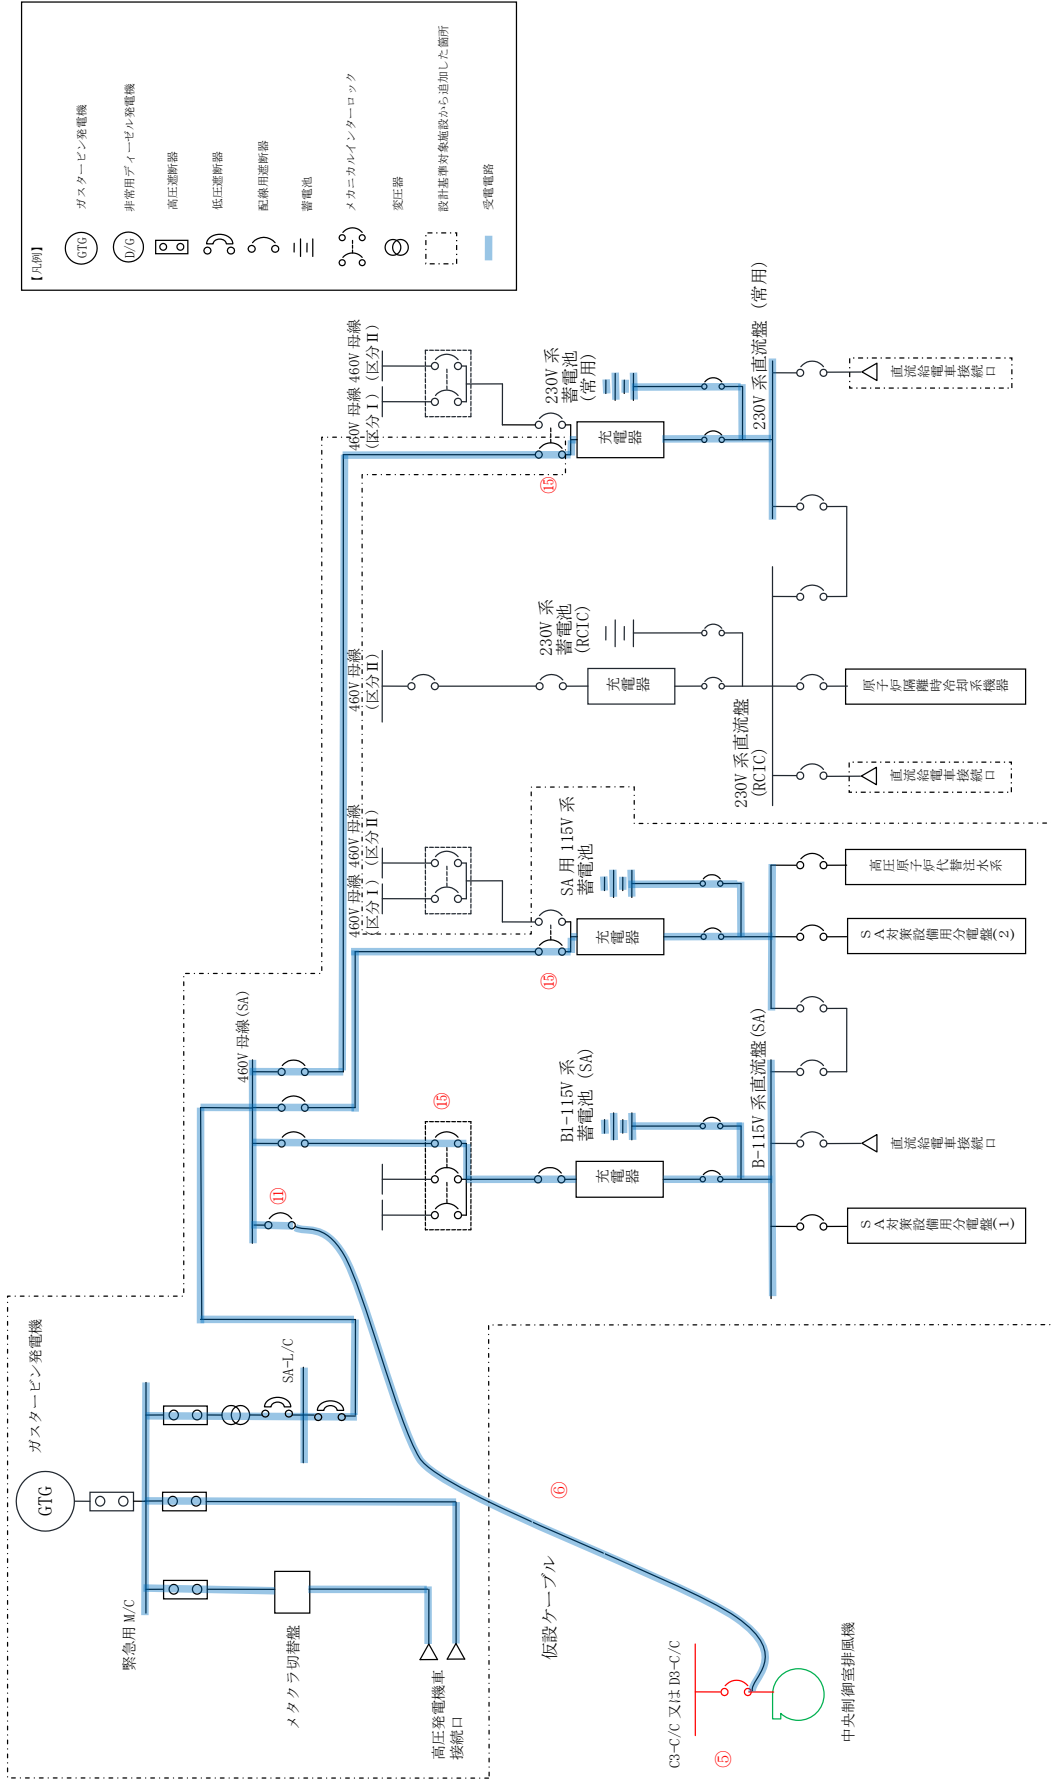 【凡例】
GTG
ガスタービン発電機
D/G
非常用ディーゼル発電機
高圧遮断器
低圧遮断器
配線用遮断器
蓄電池
メカニカルインターロック
変圧器
設計基準対象施設から追加した箇所
受電電路
ガスタービン発電機
GTG
緊急用 M/C
メタクラ切替盤
高圧発電機車
接続口
SA-L/C
460V 母線(SA)
⑪
⑮
仮設ケーブル
⑥
C3-C/C 又は D3-C/C
⑤
中央制御室排風機
B1-115V 系
蓄電池 (SA)
充電器
B-115V 系直流盤(SA)
SA対策設備用分電盤(1)
直流給電車接続口
460V 母線
(区分Ⅰ)
460V 母線
(区分Ⅱ)
⑮
SA 用 115V 系
蓄電池
充電器
SA対策設備用分電盤(2)
高圧原子炉代替注水系
460V 母線
(区分Ⅱ)
230V 系
蓄電池
(RCIC)
充電器
230V 系直流盤
(RCIC)
直流給電車接続口
原子炉隔離時冷却系機器
460V 母線
(区分Ⅰ)
460V 母線
(区分Ⅱ)
⑮
230V 系
蓄電池
(常用)
充電器
230V 系直流盤 (常用)
直流給電車接続口